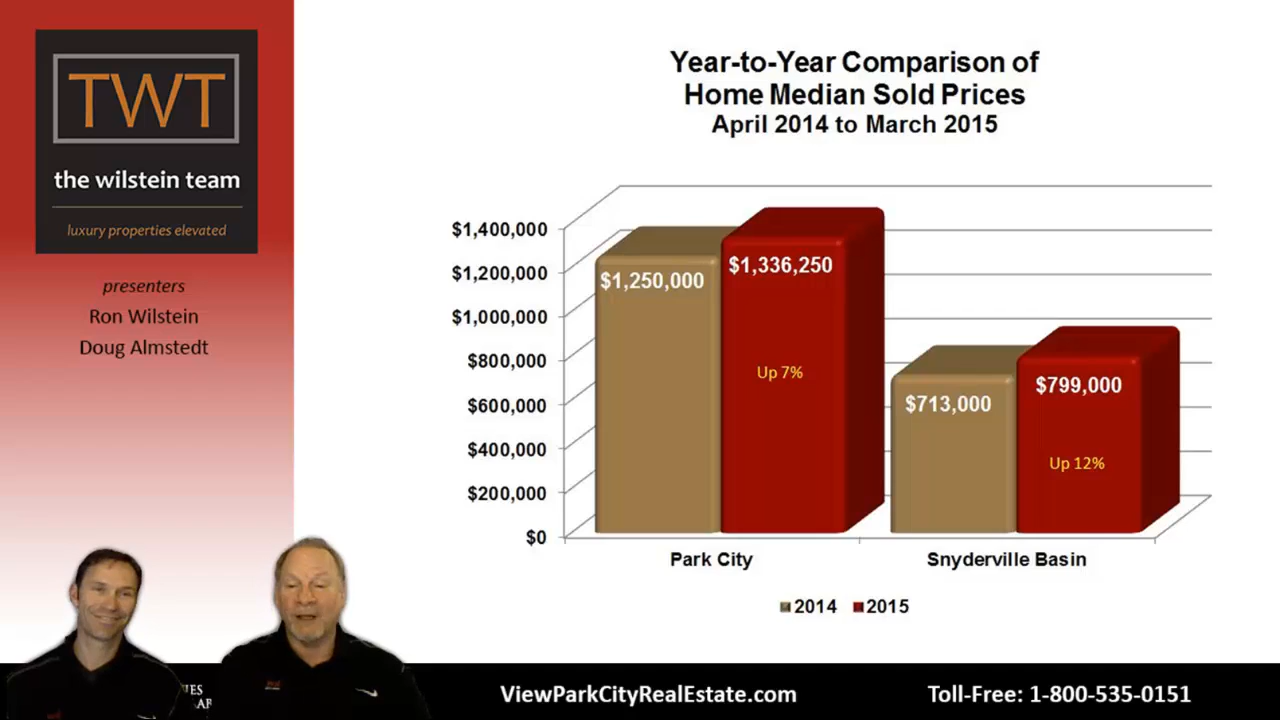 TWT
the wilstein team
luxury properties elevated
presenters
Ron Wilstein
Doug Almstedt
Year-to-Year Comparison of
Home Median Sold Prices
April 2014 to March 2015
$1,400,000
$1,200,000
$1,000,000
$800,000
$600,000
$400,000
$200,000
$0
$1,250,000
$1,336,250
Up 7%
$713,000
$799,000
Up 12%
Park City
Snyderville Basin
2014
2015
ViewParkCityRealEstate.com
Toll-Free: 1-800-535-0151